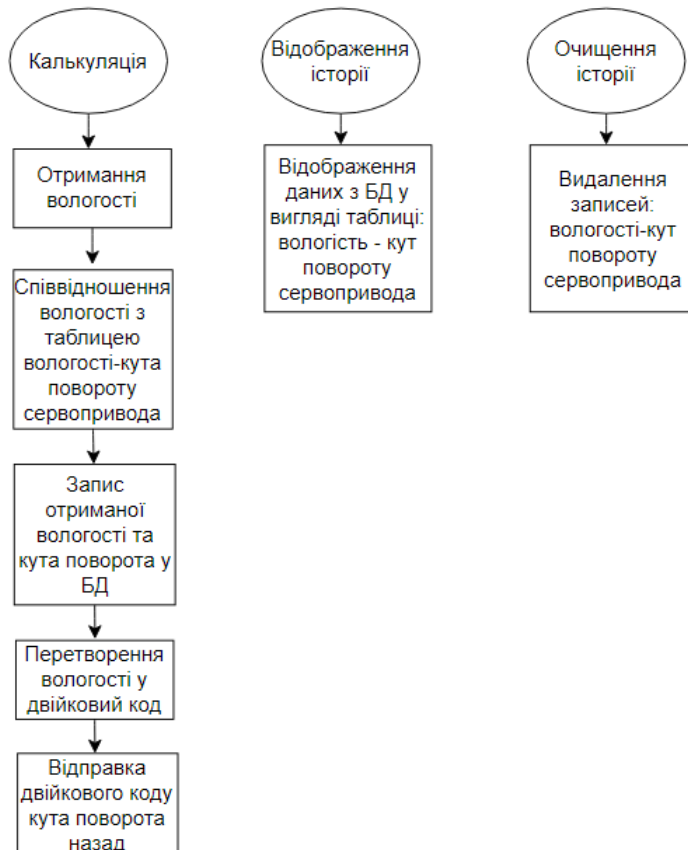 Калькуляція
Отримання
вологості
Співвідношення
вологості з
таблицею
вологості-кута
повороту
сервопривода
Запис
отриманої
вологості та
кута поворота у
БД
Перетворення
вологості у
двійковий код
Відправка
двійкового коду
кута поворота
назад
Відображення
історії
Відображення
даних з БД у
вигляді таблиці:
вологість - кут
повороту
сервопривода
Очищення
історії
Видалення
записей:
вологості-кут
повороту
сервопривода